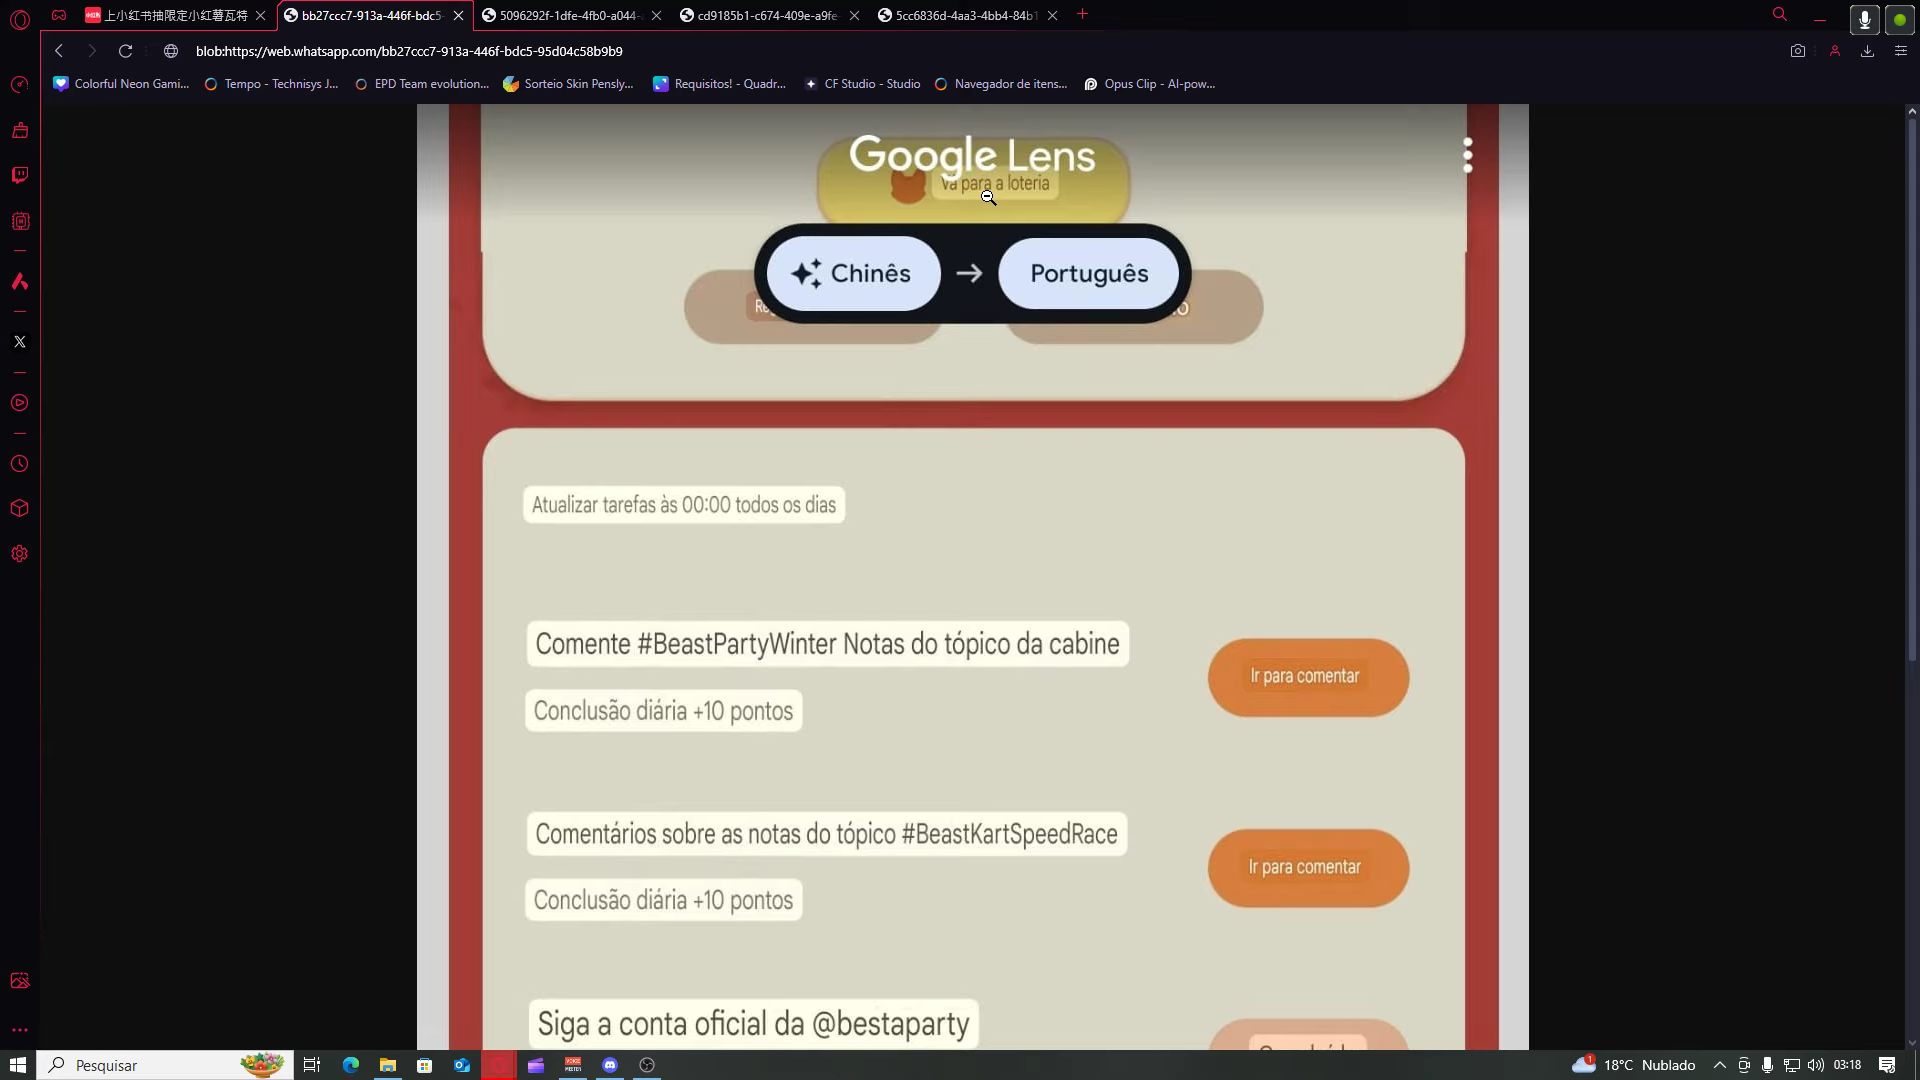 上小红书抽限定小红薯瓦特
bb27ccc7-913a-446f-bdc5-
5096292f-1dfe-4fb0-a044-
cd9185b1-c674-409e-a9fe-
5cc6836d-4aa3-4bb4-84b1
blob:https://web.whatsapp.com/bb27ccc7-913a-446f-bdc5-95d04c58b9b9
Colorful Neon Gami...
Tempo - Technisys J...
EPD Team evolution...
Sorteio Skin Pensly...
Requisitos! - Quadr...
CF Studio - Studio
Navegador de itens...
Opus Clip - AI-pow...
Google Lens
Vá para a loteria
Chinês → Português
Atualizar tarefas às 00:00 todos os dias
Comente #BeastPartyWinter Notas do tópico da cabine
Ir para comentar
Conclusão diária +10 pontos
Comentários sobre as notas do tópico #BeastKartSpeedRace
Ir para comentar
Conclusão diária +10 pontos
Siga a conta oficial da @bestaparty
Pesquisar
1
18°C Nublado
03:18